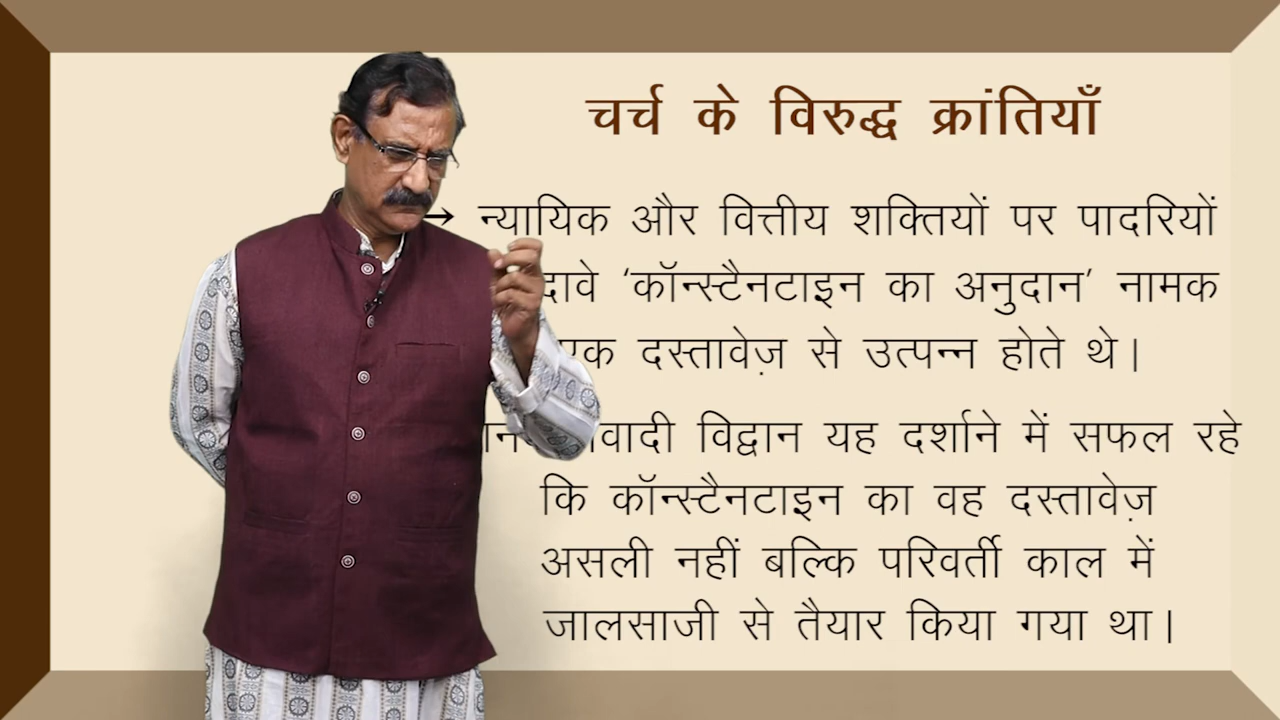 चर्च के विरुद्ध क्रांतियाँ
→ न्यायिक और वित्तीय शक्तियों पर पादरियों
दावे ‘कॉन्स्टैनटाइन का अनुदान’ नामक
एक दस्तावेज़ से उत्पन्न होते थे।
विद्वान यह दर्शाने में सफल रहे
कि कॉन्स्टैनटाइन का वह दस्तावेज़
असली नहीं बल्कि परिवर्ती काल में
जालसाजी से तैयार किया गया था।